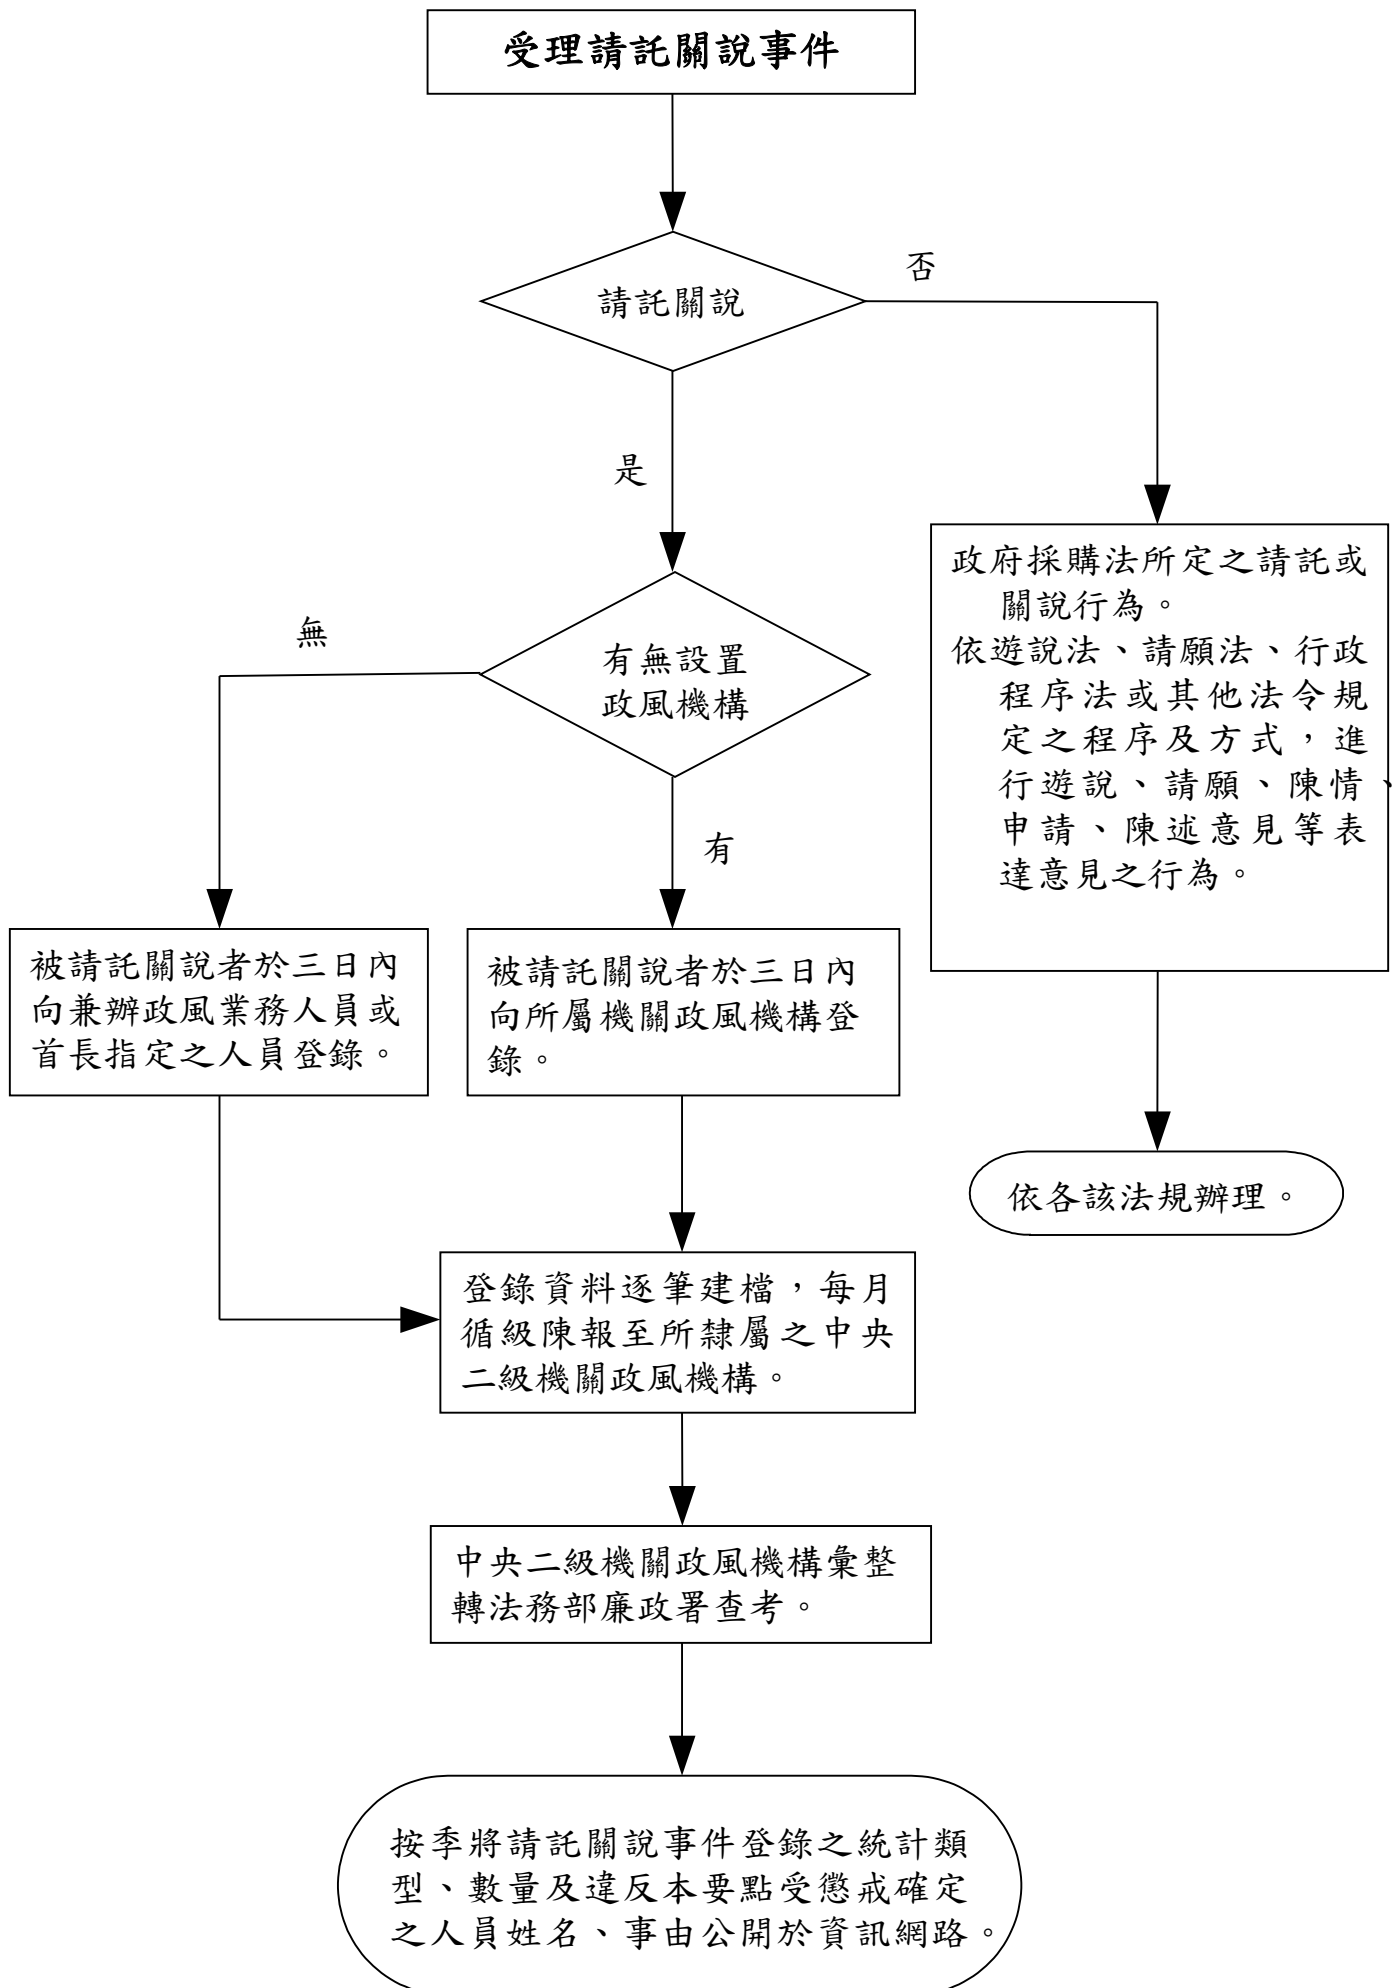 受理請託關說事件
否
請託關說
是
政府採購法所定之請託或
關說行為。
依遊說法、請願法、行政
程序法或其他法令規
定之程序及方式，進
行遊說、請願、陳情、
申請、陳述意見等表
達意見之行為。
無
有無設置
政風機構
有
被請託關說者於三日內
向兼辦政風業務人員或
首長指定之人員登錄。
被請託關說者於三日內
向所屬機關政風機構登
錄。
依各該法規辦理。
登錄資料逐筆建檔，每月
循級陳報至所隸屬之中央
二級機關政風機構。
中央二級機關政風機構彙整
轉法務部廉政署查考。
按季將請託關說事件登錄之統計類
型、數量及違反本要點受懲戒確定
之人員姓名、事由公開於資訊網路。